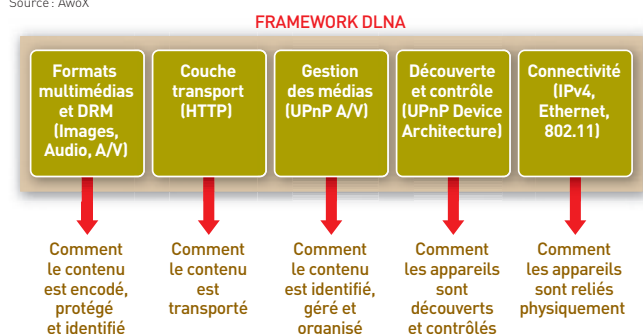 Source : AwoX
FRAMEWORK DLNA
Formats
multimédias
et DRM
(Images,
Audio, A/V)
Couche
transport
(HTTP)
Gestion
des médias
(UPnP A/V)
Découverte
et contrôle
(UPnP Device
Architecture)
Connectivité
(IPv4,
Ethernet,
802.11)
Comment
le contenu
est encodé,
protégé
et identifié
Comment
le contenu
est
transporté
Comment
le contenu
est identifié,
géré et
organisé
Comment
les appareils
sont
découverts
et contrôlés
Comment
les appareils
sont reliés
physiquement